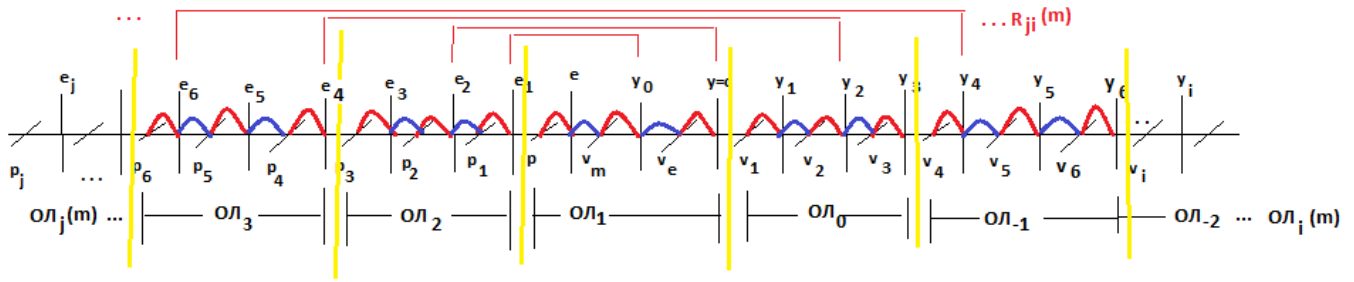 ... ... R ji (m)
e j e 6 e 5 e 4 e 3 e 2 e 1 e y 0 y=c y 1 y 2 y 3 y 4 y 5 y 6 y i
p j ... p 6 p 5 p 4 p 3 p 2 p 1 p v m v e v 1 v 2 v 3 v 4 v 5 v 6 .. v i
ОЛ j (m) ... ОЛ 3 ОЛ 2 ОЛ 1 ОЛ 0 ОЛ -1 ОЛ -2 ... ОЛ i (m)